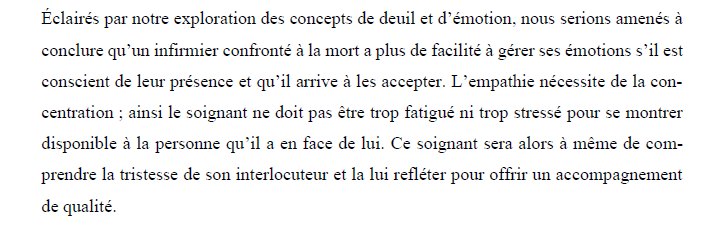 Éclairés par notre exploration des concepts de deuil et d’émotion, nous serions amenés à
conclure qu’un infirmier confronté à la mort a plus de facilité à gérer ses émotions s’il est
conscient de leur présence et qu’il arrive à les accepter. L’empathie nécessite de la con-
centration ; ainsi le soignant ne doit pas être trop fatigué ni trop stressé pour se montrer
disponible à la personne qu’il a en face de lui. Ce soignant sera alors à même de com-
prendre la tristesse de son interlocuteur et la lui refléter pour offrir un accompagnement
de qualité.